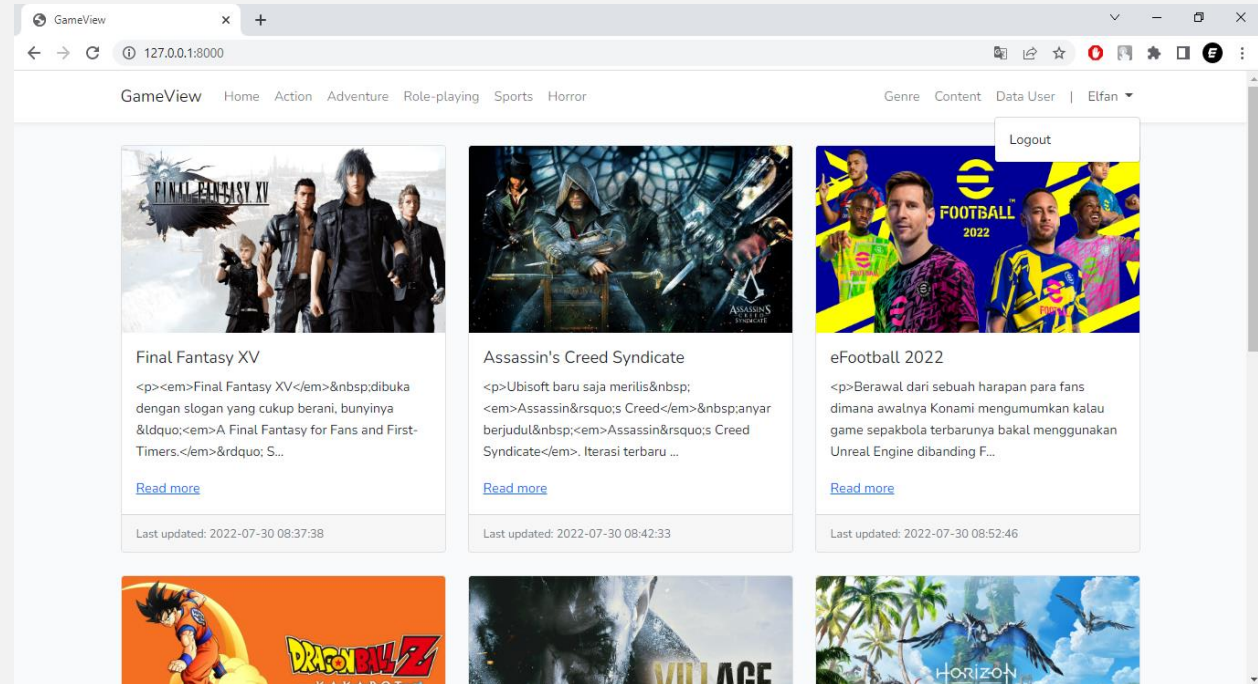 GameView
127.0.0.1:8000
GameView Home Action Adventure Role-playing Sports Horror Genre Content Data User | Elfan
Logout
FINAL FANTASY XV
ASSASSIN'S
CREED
SYNDICATE
FOOTBALL™
2022
Final Fantasy XV
<p><em>Final Fantasy XV</em>&nbsp;dibuka
dengan slogan yang cukup berani, bunyinya
&ldquo;<em>A Final Fantasy for Fans and First-
Timers.</em>&rdquo; S...
Read more
Last updated: 2022-07-30 08:37:38
Assassin's Creed Syndicate
<p>Ubisoft baru saja merilis&nbsp;
<em>Assassin&rsquo;s Creed</em>&nbsp;anyar
berjudul&nbsp;<em>Assassin&rsquo;s Creed
Syndicate</em>. Iterasi terbaru ...
Read more
Last updated: 2022-07-30 08:42:33
eFootball 2022
<p>Berawal dari sebuah harapan para fans
dimana awalnya Konami mengumumkan kalau
game sepakbola terbarunya bakal menggunakan
Unreal Engine dibanding F...
Read more
Last updated: 2022-07-30 08:52:46
DRAGON BALL Z
KAKAROT
VILLAGE
HORIZON